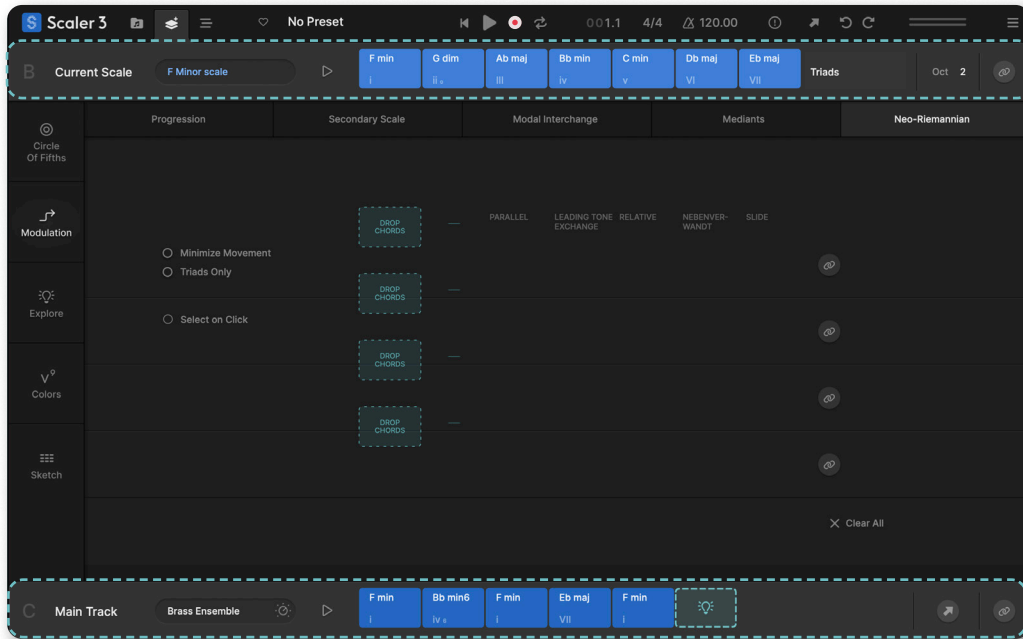 S Scaler 3
No Preset
001.1
4/4
120.00
B
Current Scale
F Minor scale
F min
i
G dim
ii o
Ab maj
III
Bb min
iv
C min
v
Db maj
VI
Eb maj
VII
Triads
Oct 2
Circle
Of Fifths
Modulation
Explore
Colors
Sketch
Progression
Secondary Scale
Modal Interchange
Mediants
Neo-Riemannian
Minimize Movement
Triads Only
Select on Click
DROP
CHORDS
PARALLEL
LEADING TONE
EXCHANGE
RELATIVE
NEBENVER-
WANDT
SLIDE
DROP
CHORDS
DROP
CHORDS
DROP
CHORDS
Clear All
C
Main Track
Brass Ensemble
F min
i
Bb min6
iv 6
F min
i
Eb maj
VII
F min
i